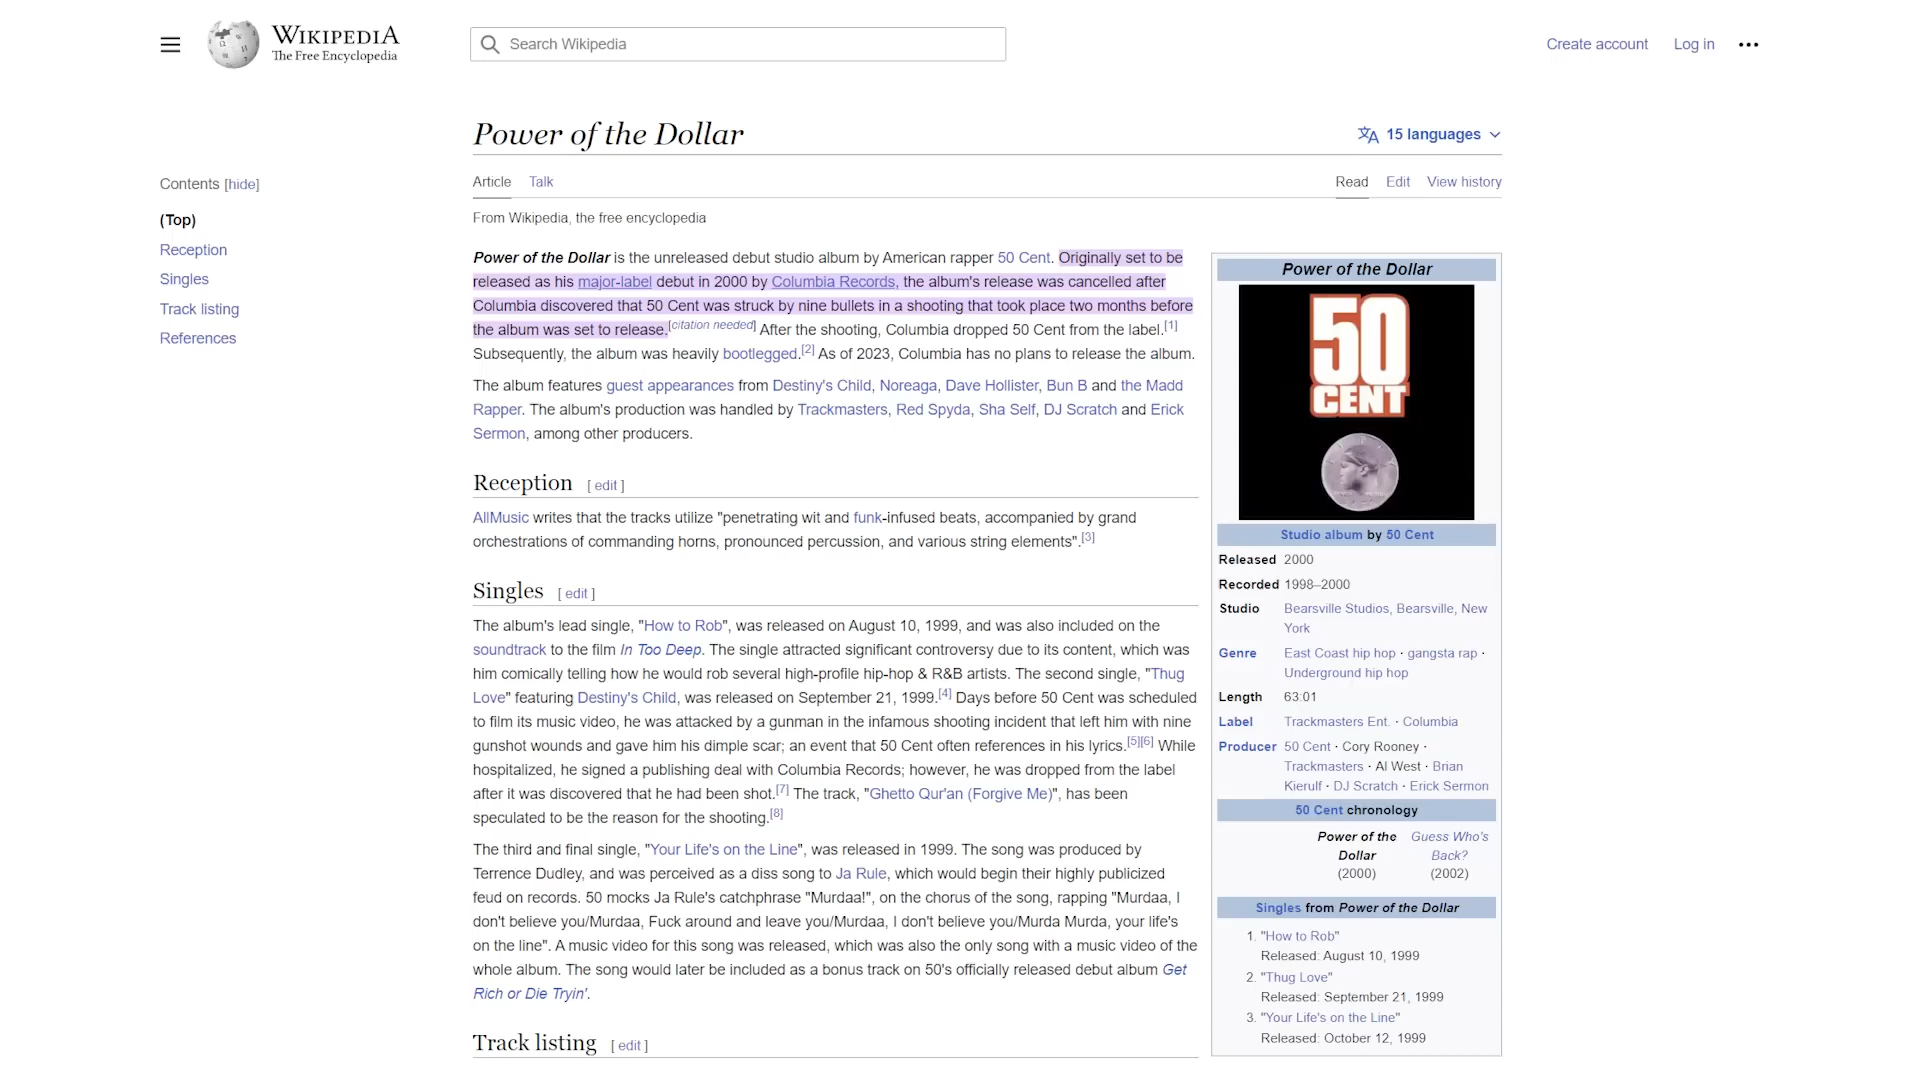 WIKIPEDIA
The Free Encyclopedia
Search Wikipedia
Create account
Log in
Power of the Dollar
15 languages
Contents [hide]
(Top)
Reception
Singles
Track listing
References
Article
Talk
Read
Edit
View history
From Wikipedia, the free encyclopedia
Power of the Dollar is the unreleased debut studio album by American rapper 50 Cent. Originally set to be
released as his major-label debut in 2000 by Columbia Records, the album's release was cancelled after
Columbia discovered that 50 Cent was struck by nine bullets in a shooting that took place two months before
the album was set to release.[citation needed] After the shooting, Columbia dropped 50 Cent from the label.[1]
Subsequently, the album was heavily bootlegged.[2] As of 2023, Columbia has no plans to release the album.
The album features guest appearances from Destiny's Child, Noreaga, Dave Hollister, Bun B and the Madd
Rapper. The album's production was handled by Trackmasters, Red Spyda, Sha Self, DJ Scratch and Erick
Sermon, among other producers.
Reception [ edit ]
AllMusic writes that the tracks utilize "penetrating wit and funk-infused beats, accompanied by grand
orchestrations of commanding horns, pronounced percussion, and various string elements".[3]
Singles [ edit ]
The album's lead single, "How to Rob", was released on August 10, 1999, and was also included on the
soundtrack to the film In Too Deep. The single attracted significant controversy due to its content, which was
him comically telling how he would rob several high-profile hip-hop & R&B artists. The second single, "Thug
Love" featuring Destiny's Child, was released on September 21, 1999.[4] Days before 50 Cent was scheduled
to film its music video, he was attacked by a gunman in the infamous shooting incident that left him with nine
gunshot wounds and gave him his dimple scar; an event that 50 Cent often references in his lyrics.[5][6] While
hospitalized, he signed a publishing deal with Columbia Records; however, he was dropped from the label
after it was discovered that he had been shot.[7] The track, "Ghetto Qur'an (Forgive Me)", has been
speculated to be the reason for the shooting.[8]
The third and final single, "Your Life's on the Line", was released in 1999. The song was produced by
Terrence Dudley, and was perceived as a diss song to Ja Rule, which would begin their highly publicized
feud on records. 50 mocks Ja Rule's catchphrase "Murdaa!", on the chorus of the song, rapping "Murdaa, I
don't believe you/Murdaa, Fuck around and leave you/Murdaa, I don't believe you/Murda Murda, your life's
on the line". A music video for this song was released, which was also the only song with a music video of the
whole album. The song would later be included as a bonus track on 50's officially released debut album Get
Rich or Die Tryin'.
Track listing [ edit ]
Power of the Dollar
50
CENT
Studio album by 50 Cent
Released 2000
Recorded 1998–2000
Studio Bearsville Studios, Bearsville, New
York
Genre East Coast hip hop · gangsta rap ·
Underground hip hop
Length 63:01
Label Trackmasters Ent. · Columbia
Producer 50 Cent · Cory Rooney ·
Trackmasters · Al West · Brian
Kierulf · DJ Scratch · Erick Sermon
50 Cent chronology
Power of the Guess Who's
Dollar Back?
(2000) (2002)
Singles from Power of the Dollar
1. "How to Rob"
Released: August 10, 1999
2. "Thug Love"
Released: September 21, 1999
3. "Your Life's on the Line"
Released: October 12, 1999